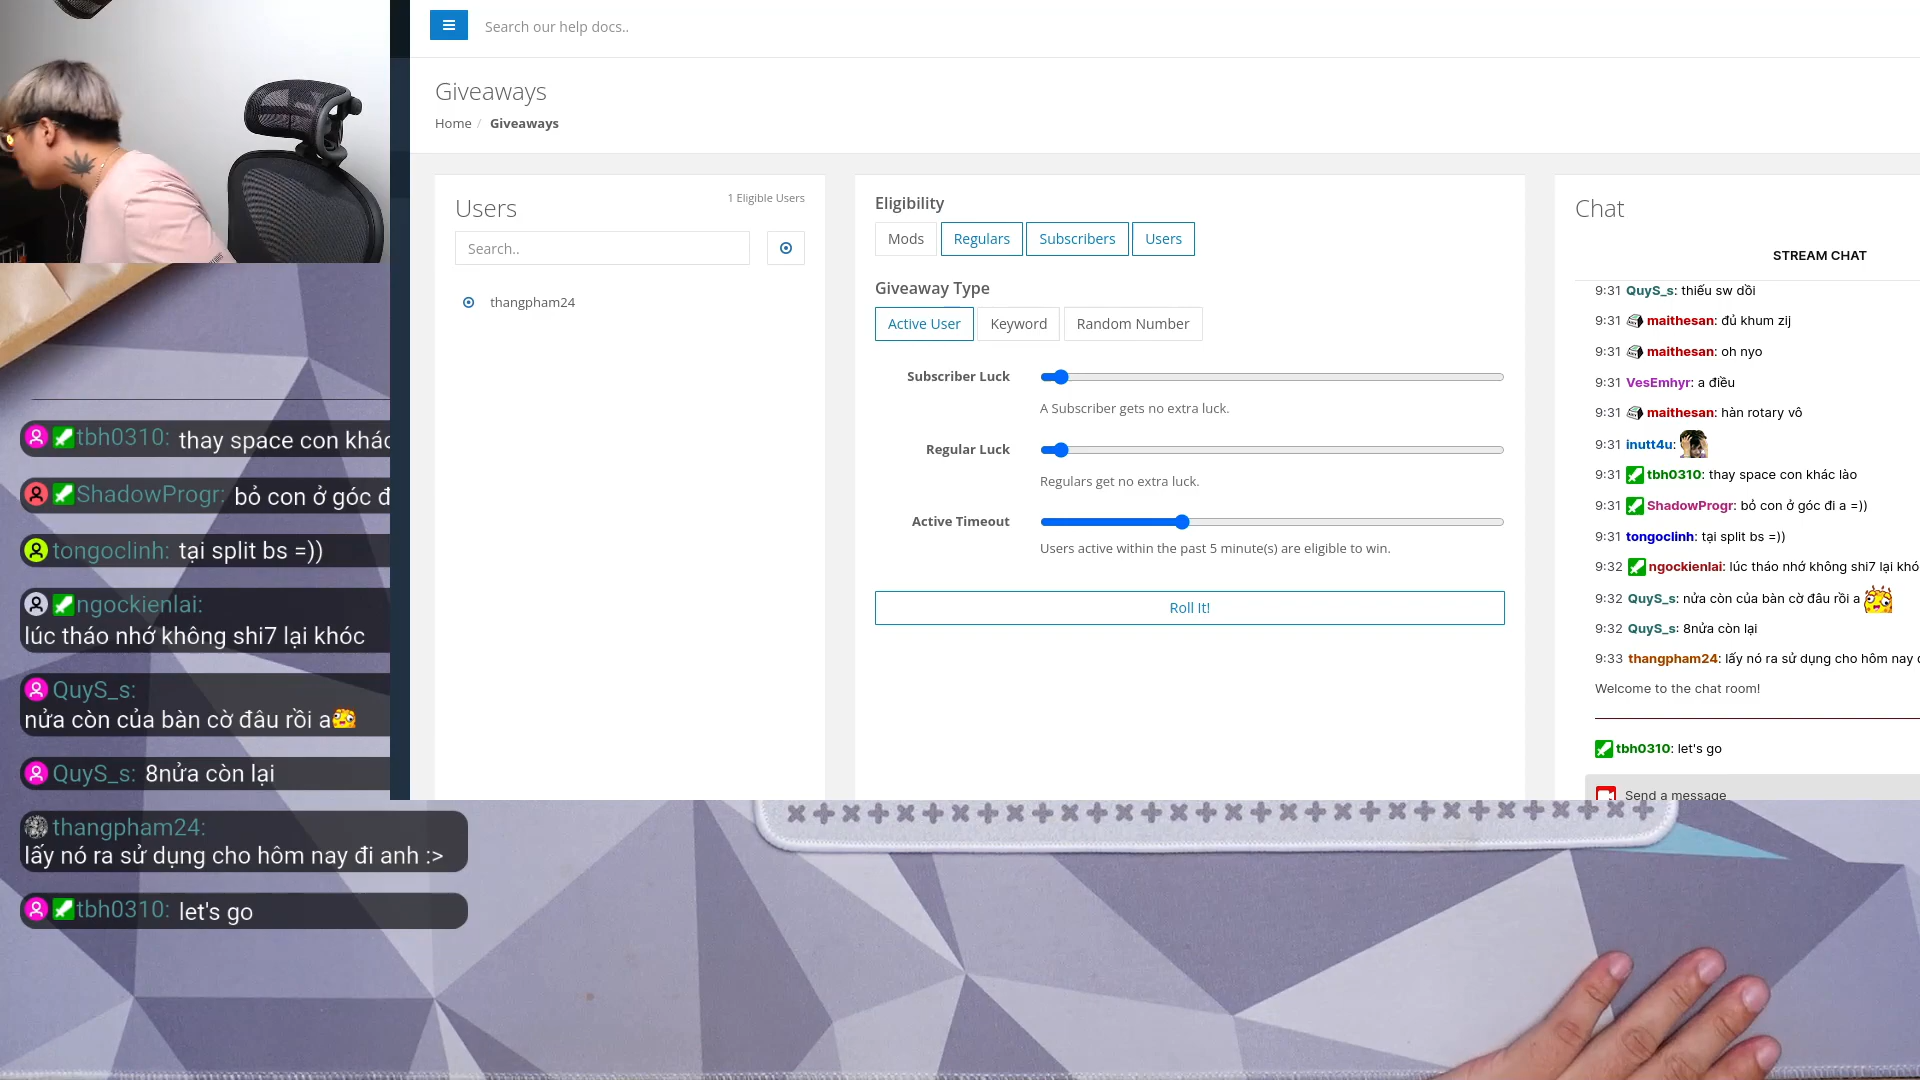 Search our help docs..
Giveaways
Home / Giveaways
Users
1 Eligible Users
Search..
thangpham24
Eligibility
Mods
Regulars
Subscribers
Users
Giveaway Type
Active User
Keyword
Random Number
Subscriber Luck
A Subscriber gets no extra luck.
Regular Luck
Regulars get no extra luck.
Active Timeout
Users active within the past 5 minute(s) are eligible to win.
Roll It!
Chat
STREAM CHAT
9:31 QuyS_s: thiếu sw dồi
9:31 maithesan: đủ khum zij
9:31 maithesan: oh nyo
9:31 VesEmhyr: a điều
9:31 maithesan: hàn rotary vô
9:31 inutt4u:
9:31 tbh0310: thay space con khác lào
9:31 ShadowProgr: bỏ con ở góc đi a =))
9:31 tongoclinh: tại split bs =))
9:32 ngockienlai: lúc tháo nhớ không shi7 lại khó
9:32 QuyS_s: nửa còn của bàn cờ đâu rồi a
9:32 QuyS_s: 8nửa còn lại
9:33 thangpham24: lấy nó ra sử dụng cho hôm nay
Welcome to the chat room!
tbh0310: let's go
Send a message
tbh0310: thay space con khác
ShadowProgr: bỏ con ở góc đ
tongoclinh: tại split bs =))
ngockienlai:
lúc tháo nhớ không shi7 lại khóc
QuyS_s:
nửa còn của bàn cờ đâu rồi a
QuyS_s: 8nửa còn lại
thangpham24:
lấy nó ra sử dụng cho hôm nay đi anh :>
tbh0310: let's go